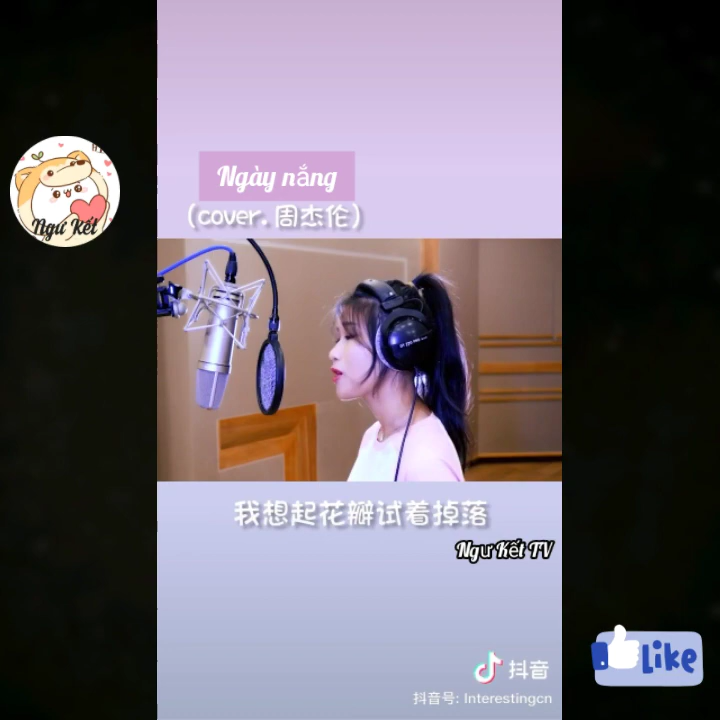 Ngày nắng
(cover. 周杰伦)
Ngư Kết
我想起花瓣试着掉落
Ngư Kết TV
Like
抖音
抖音号: Interestingcn